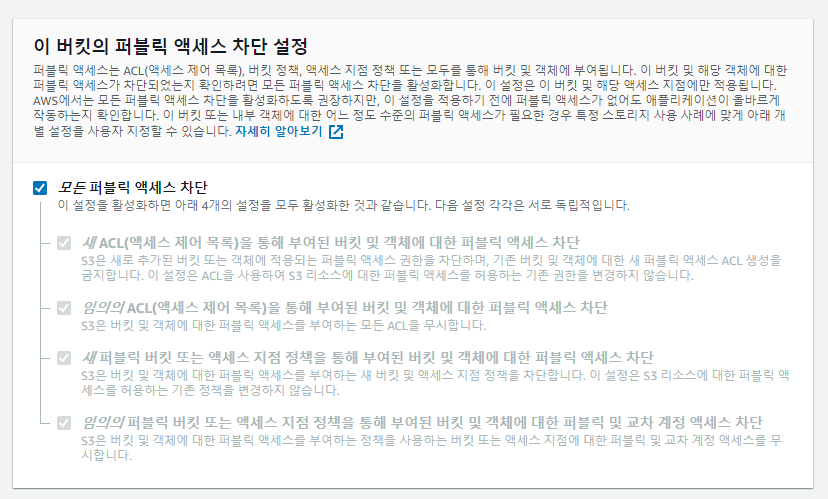 이 버킷의 퍼블릭 액세스 차단 설정
퍼블릭 액세스는 ACL(액세스 제어 목록), 버킷 정책, 액세스 지점 정책 또는 모두를 통해 버킷 및 객체에 부여됩니다. 이 버킷 및 해당 객체에 대한
퍼블릭 액세스가 차단되었는지 확인하려면 모든 퍼블릭 액세스 차단을 활성화합니다. 이 설정은 이 버킷 및 해당 액세스 지점에만 적용됩니다.
AWS에서는 모든 퍼블릭 액세스 차단을 활성화하도록 권장하지만, 이 설정을 적용하기 전에 퍼블릭 액세스가 없어도 애플리케이션이 올바르게
작동하는지 확인합니다. 이 버킷 또는 내부 객체에 대한 어느 정도 수준의 퍼블릭 액세스가 필요한 경우 특정 스토리지 사용 사례에 맞게 아래 개
별 설정을 사용자 지정할 수 있습니다. 자세히 알아보기
모든 퍼블릭 액세스 차단
이 설정을 활성화하면 아래 4개의 설정을 모두 활성화한 것과 같습니다. 다음 설정 각각은 서로 독립적입니다.
새 ACL(액세스 제어 목록)을 통해 부여된 버킷 및 객체에 대한 퍼블릭 액세스 차단
S3은 새로 추가된 버킷 또는 객체에 적용되는 퍼블릭 액세스 권한을 차단하며, 기존 버킷 및 객체에 대한 새 퍼블릭 액세스 ACL 생성을
금지합니다. 이 설정은 ACL을 사용하여 S3 리소스에 대한 퍼블릭 액세스를 허용하는 기존 권한을 변경하지 않습니다.
임의의 ACL(액세스 제어 목록)을 통해 부여된 버킷 및 객체에 대한 퍼블릭 액세스 차단
S3은 버킷 및 객체에 대한 퍼블릭 액세스를 부여하는 모든 ACL을 무시합니다.
새 퍼블릭 버킷 또는 액세스 지점 정책을 통해 부여된 버킷 및 객체에 대한 퍼블릭 액세스 차단
S3은 버킷 및 객체에 대한 퍼블릭 액세스를 부여하는 새 버킷 및 액세스 지점 정책을 차단합니다. 이 설정은 S3 리소스에 대한 퍼블릭 액
세스를 허용하는 기존 정책을 변경하지 않습니다.
임의의 퍼블릭 버킷 또는 액세스 지점 정책을 통해 부여된 버킷 및 객체에 대한 퍼블릭 및 교차 계정 액세스 차단
S3은 버킷 및 객체에 대한 퍼블릭 액세스를 부여하는 정책을 사용하는 버킷 또는 액세스 지점에 대한 퍼블릭 및 교차 계정 액세스를 무
시합니다.